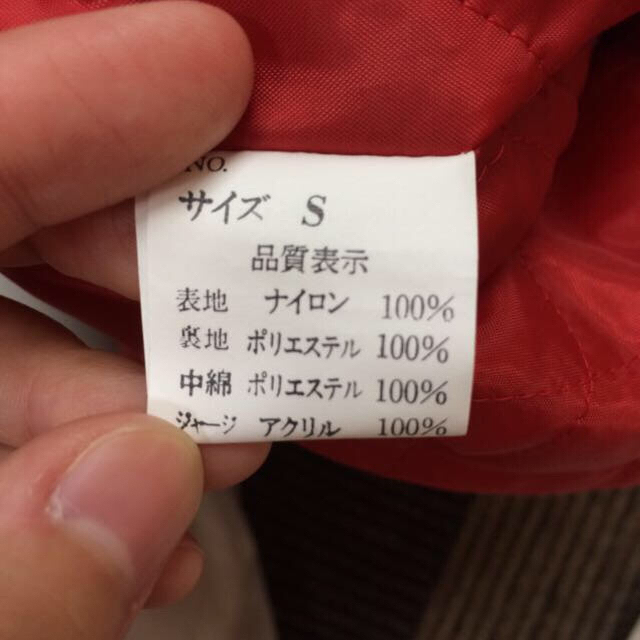 NO.
サイズ S
品質表示
表地 ナイロン 100%
裏地 ポリエステル 100%
中綿 ポリエステル 100%
ジャージ アクリル 100%